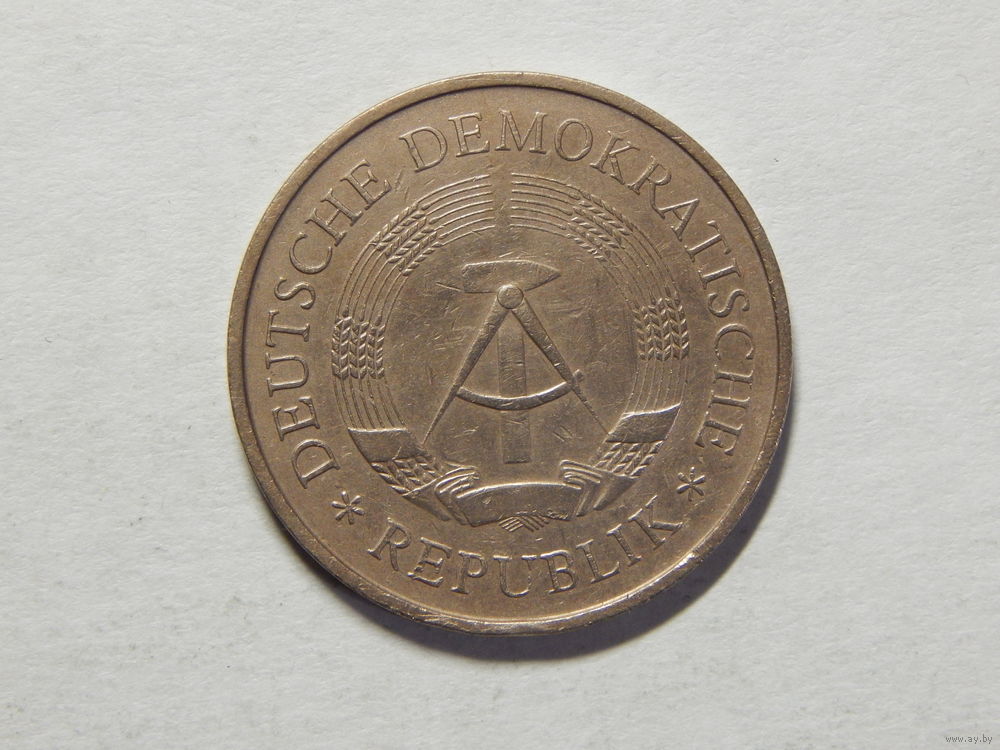 DEUTSCHE DEMOKRATISCHE
* REPUBLIK *
www.ay.by